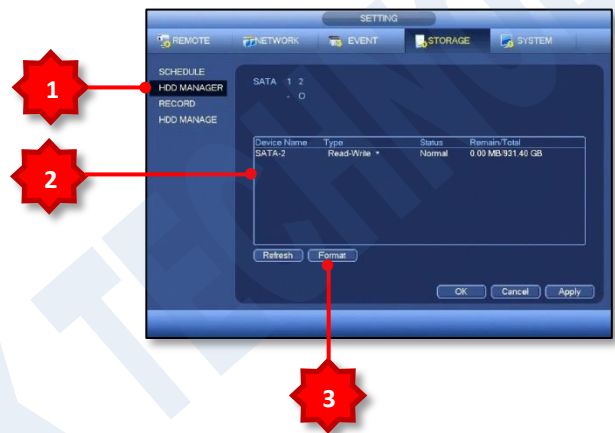 SETTING
REMOTE NETWORK EVENT STORAGE SYSTEM
SCHEDULE
HDD MANAGER
RECORD
HDD MANAGE
SATA 1 2
- O
Device Name Type Status Remain/Total
SATA-2 Read-Write Normal 0.00 MB/931.40 GB
Refresh Format
OK Cancel Apply
1
2
3